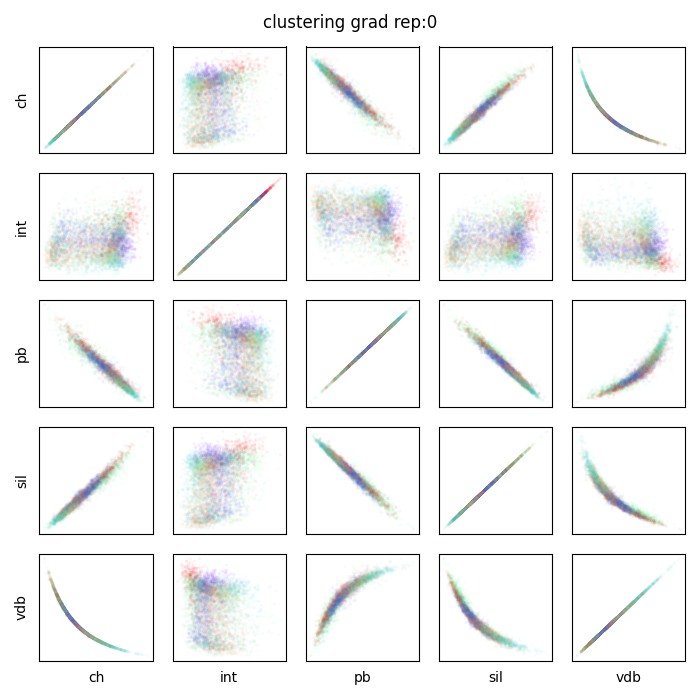 clustering grad rep:0
ch
int
pb
sil
vdb
ch int pb sil vdb